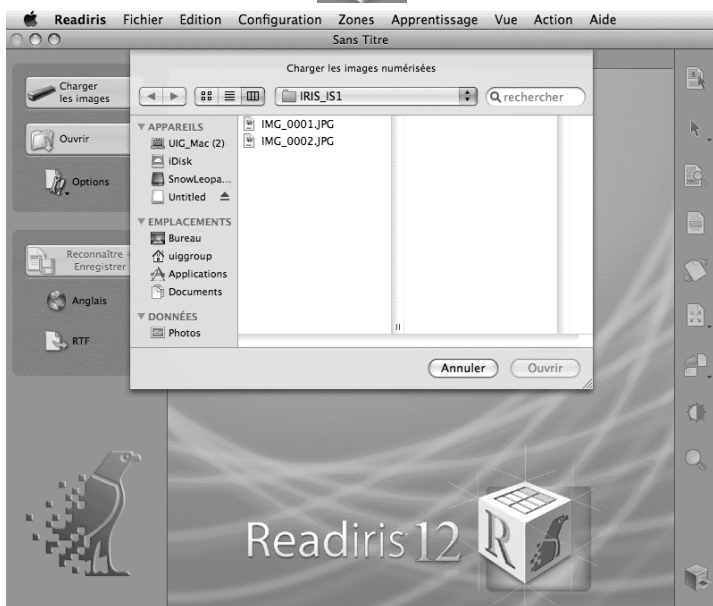 Readiris Fichier Edition Configuration Zones Apprentissage Vue Action Aide
Sans Titre
Charger les images numérisées
Charger
les images
IRIS_IS1
rechercher
Ouvrir
Options
Reconnaître +
Enregistrer
Anglais
RTF
APPAREILS
UIG_Mac (2)
iDisk
SnowLeopa...
Untitled
EMPLACEMENTS
Bureau
uiggroup
Applications
Documents
DONNÉES
Photos
IMG_0001.JPG
IMG_0002.JPG
Annuler Ouvrir
Readiris 12
R